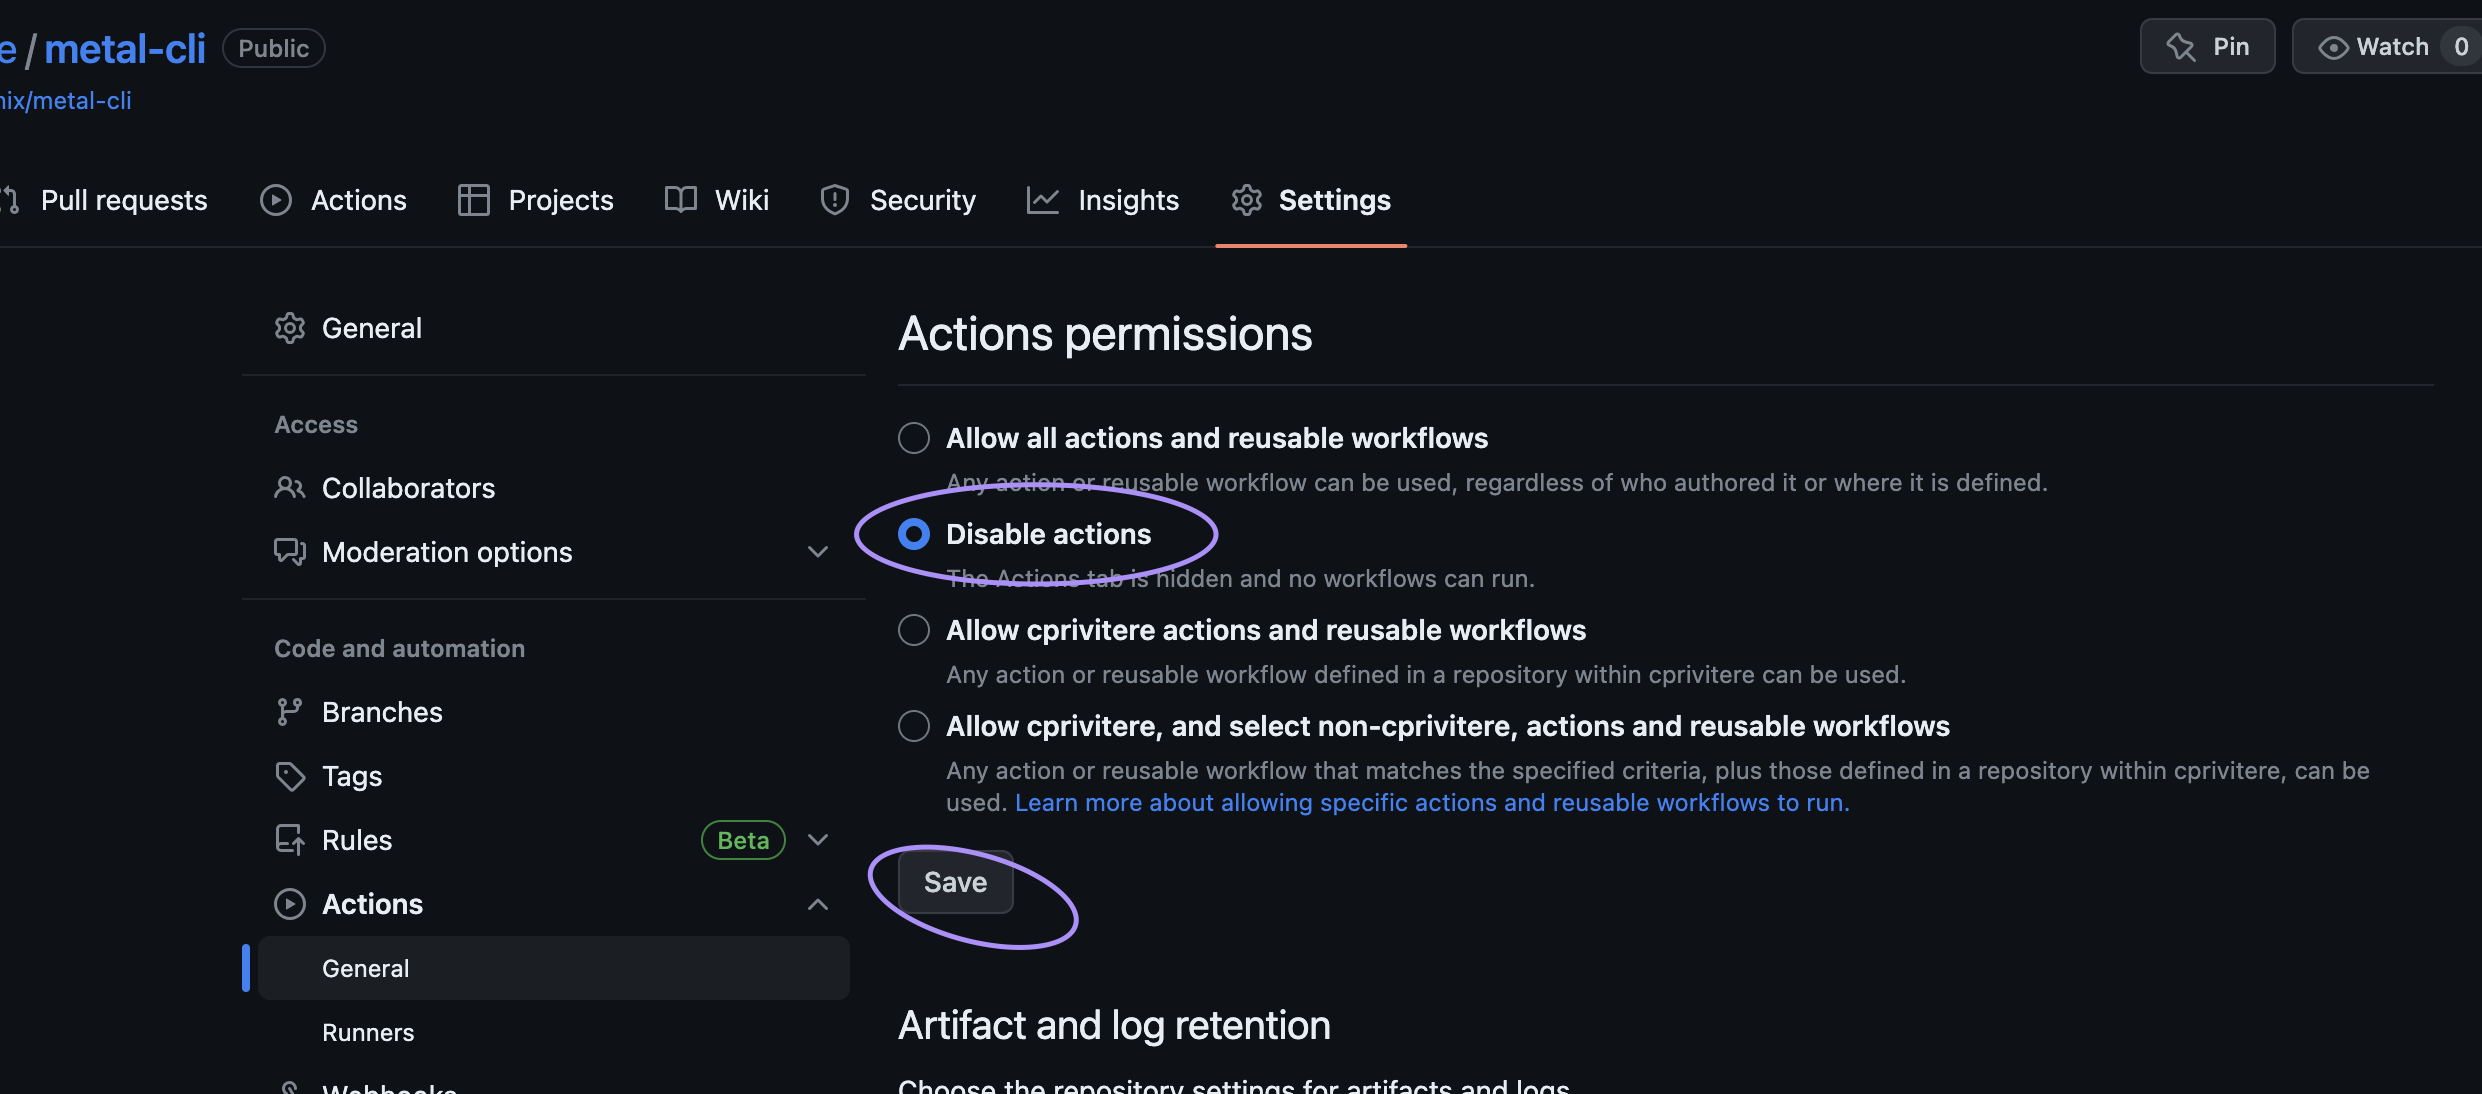 e / metal-cli Public
Pin
Watch 0
nix/metal-cli
Pull requests
Actions
Projects
Wiki
Security
Insights
Settings
General
Access
Collaborators
Moderation options
Code and automation
Branches
Tags
Rules Beta
Actions
General
Runners
Webhooks
Actions permissions
Allow all actions and reusable workflows
Any action or reusable workflow can be used, regardless of who authored it or where it is defined.
Disable actions
The Actions tab is hidden and no workflows can run.
Allow cprivitere actions and reusable workflows
Any action or reusable workflow defined in a repository within cprivitere can be used.
Allow cprivitere, and select non-cprivitere, actions and reusable workflows
Any action or reusable workflow that matches the specified criteria, plus those defined in a repository within cprivitere, can be
used. Learn more about allowing specific actions and reusable workflows to run.
Save
Artifact and log retention
Choose the repository settings for artifacts and logs.